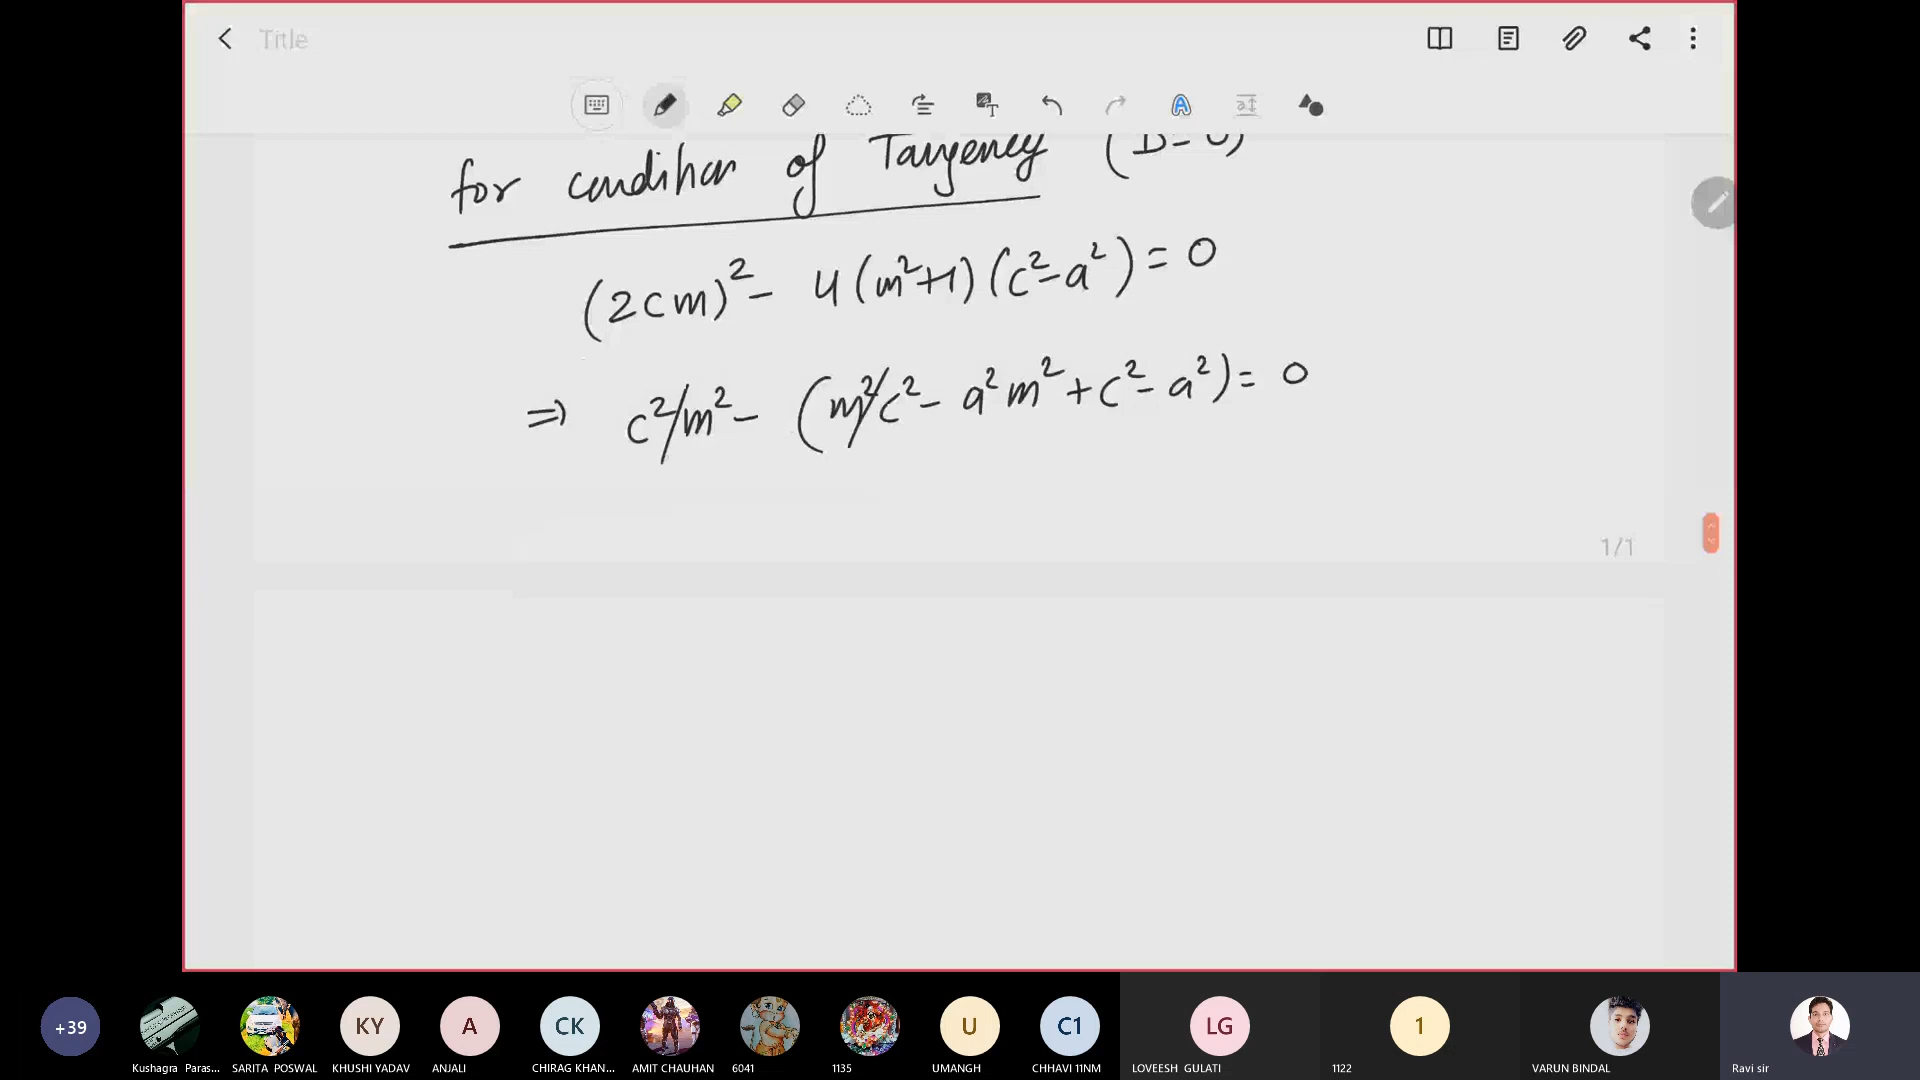 Title
for condition of Tangency (D=0)
(2cm)² - 4(m²+1)(c²-a²) = 0
⇒ c²m² - (m²c² - a²m² + c² - a²) = 0
1/1
+39
KY
A
CK
U
C1
LG
1
Kushagra Paras...
SARITA POSWAL
KHUSHI YADAV
ANJALI
CHIRAG KHAN...
AMIT CHAUHAN
6041
1135
UMANGH
CHHAVI 11NM
LOVEESH GULATI
1122
VARUN BINDAL
Ravi sir